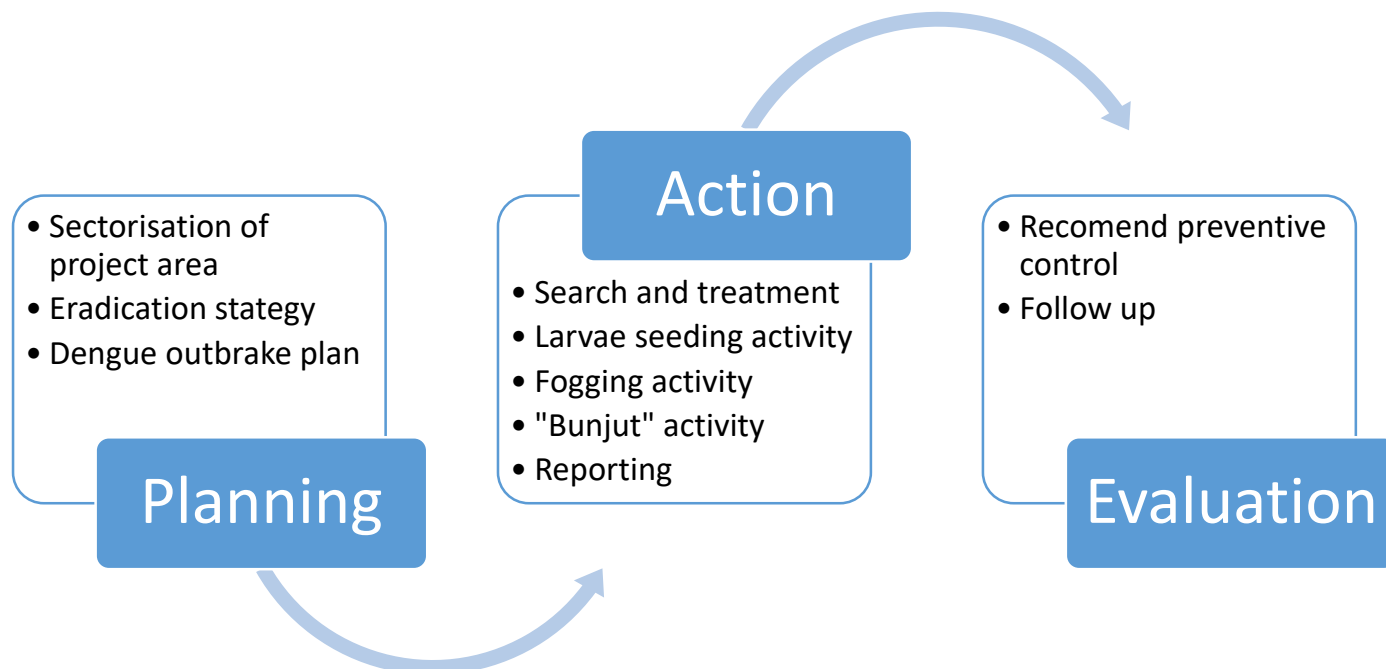 • Sectorisation of
project area
• Eradication stategy
• Dengue outbrake plan
Planning
Action
• Search and treatment
• Larvae seeding activity
• Fogging activity
• "Bunjut" activity
• Reporting
• Recomend preventive
control
• Follow up
Evaluation